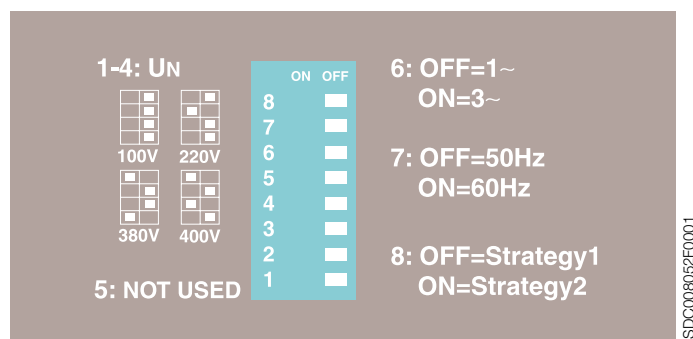 1-4: UN
100V 220V
380V 400V
5: NOT USED
ON OFF
8
7
6
5
4
3
2
1
6: OFF=1~
ON=3~
7: OFF=50Hz
ON=60Hz
8: OFF=Strategy1
ON=Strategy2
SDC008052F0001